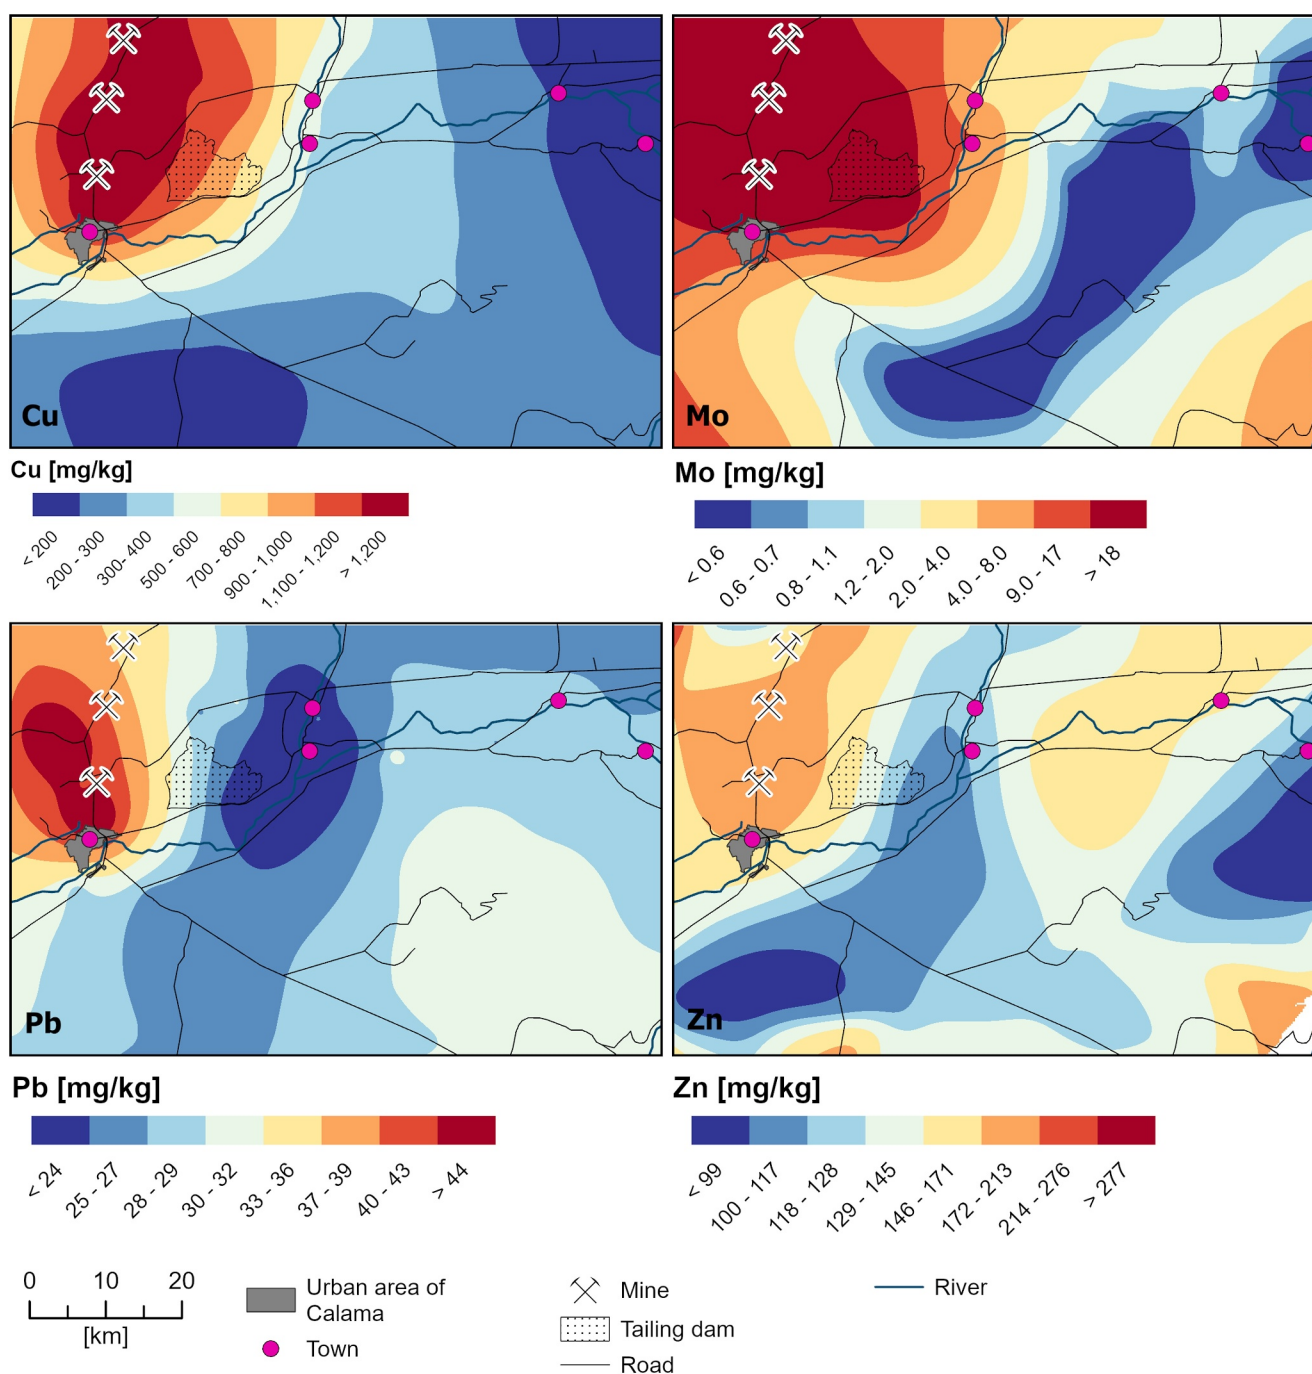 Cu
Mo
Cu [mg/kg]
< 200
200 - 300
300- 400
500 - 600
700 - 800
900 - 1,000
1,100 - 1,200
> 1,200
Mo [mg/kg]
< 0.6
0.6 - 0.7
0.8 - 1.1
1.2 - 2.0
2.0 - 4.0
4.0 - 8.0
9.0 - 17
> 18
Pb
Zn
Pb [mg/kg]
< 24
25 - 27
28 - 29
30 - 32
33 - 36
37 - 39
40 - 43
> 44
Zn [mg/kg]
< 99
100 - 117
118 - 128
129 - 145
146 - 171
172 - 213
214 - 276
> 277
0 10 20
[km]
Urban area of
Calama
Town
Mine
Tailing dam
Road
River